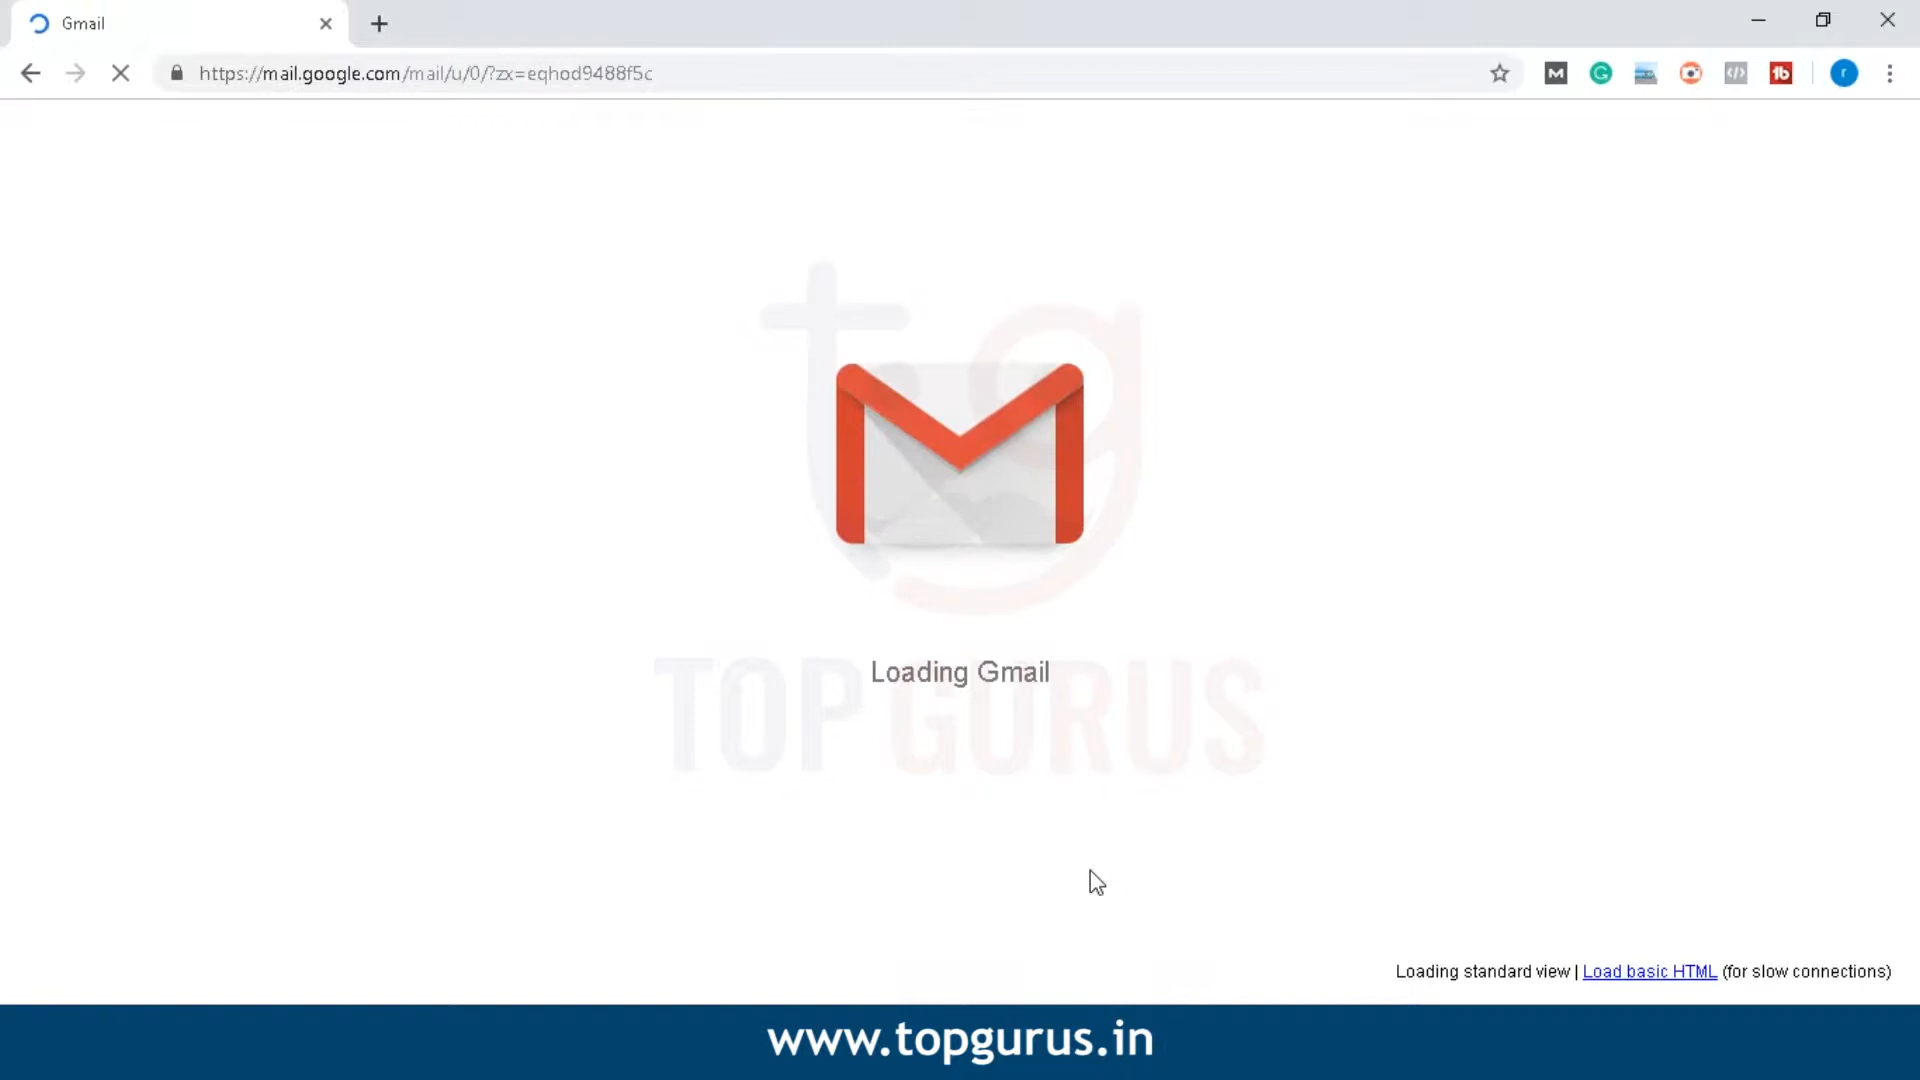 Gmail
https://mail.google.com/mail/u/0/?zx=eqhod9488f5c
r
Loading Gmail
TOP GURUS
Loading standard view | Load basic HTML (for slow connections)
www.topgurus.in